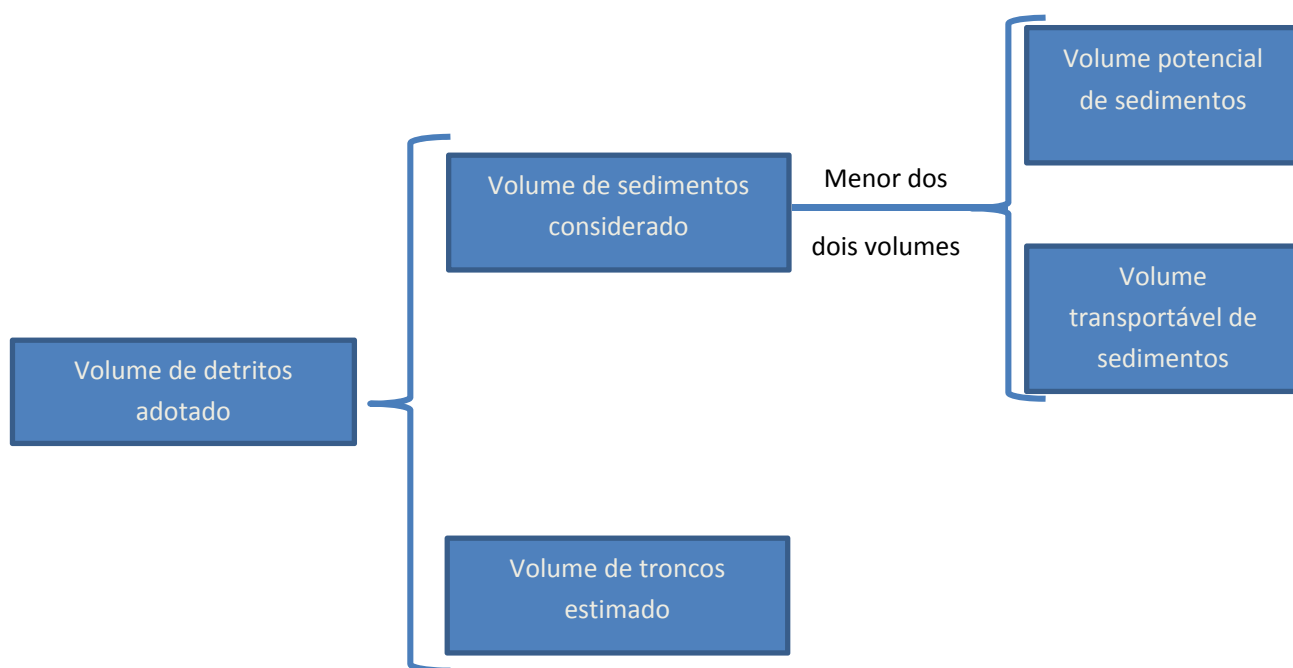 Volume potencial
de sedimentos
Volume de sedimentos
considerado
Menor dos
dois volumes
Volume
transportável de
sedimentos
Volume de detritos
adotado
Volume de troncos
estimado